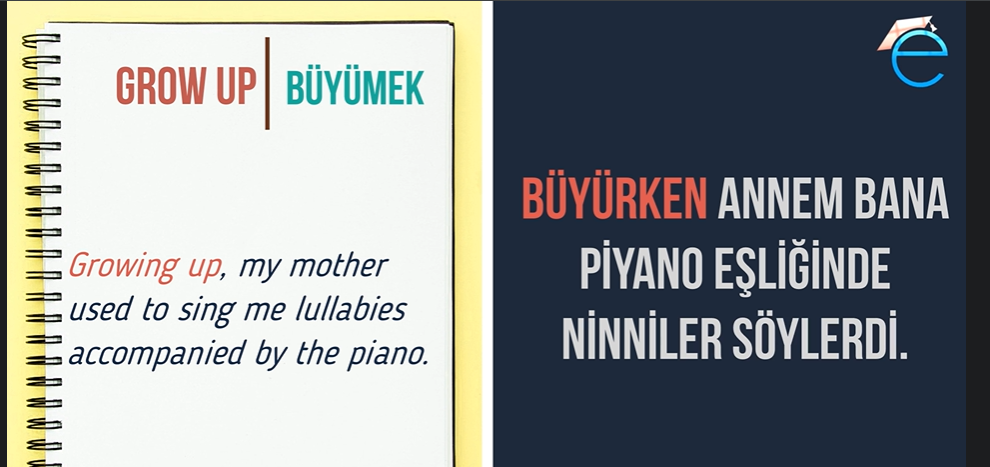 GROW UP | BÜYÜMEK
Growing up, my mother
used to sing me lullabies
accompanied by the piano.
BÜYÜRKEN ANNEM BANA
PİYANO EŞLİĞİNDE
NİNNİLER SÖYLERDİ.
e